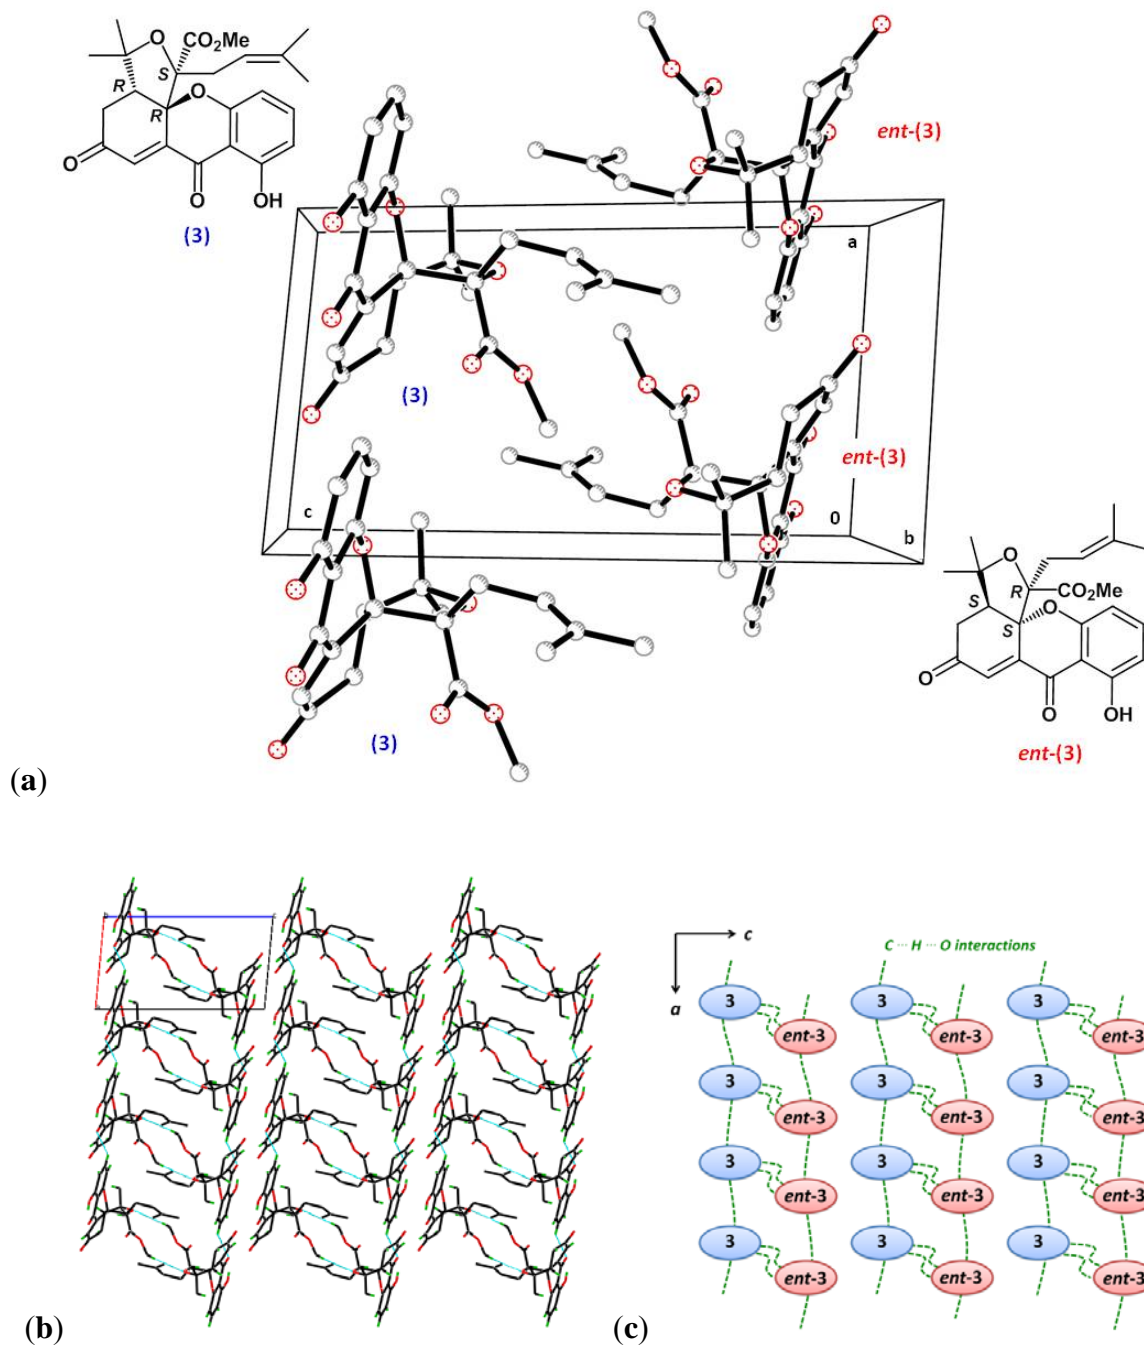 O
CO₂Me
S
R
R
O
O
O
OH
(3)
ent-(3)
a
(3)
c
0
b
ent-(3)
(3)
O
R
CO₂Me
S
S
O
O
O
OH
ent-(3)
(a)
c
a
C ··· H ··· O interactions
3
3
3
ent-3
ent-3
ent-3
3
3
3
ent-3
ent-3
ent-3
3
3
3
ent-3
ent-3
ent-3
3
3
3
ent-3
ent-3
ent-3
(b)
(c)